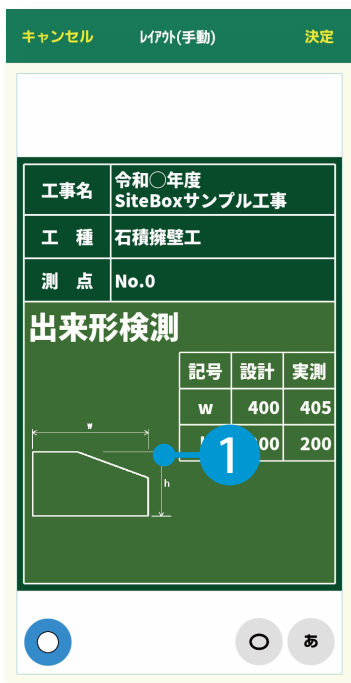 キャンセル ﾚｲｱｳﾄ(手動) 決定
工事名 令和○年度
SiteBoxサンプル工事
工 種 石積擁壁工
測 点 No.0
出来形検測
記号 設計 実測
w 400 405
1 00 200
w
h
あ